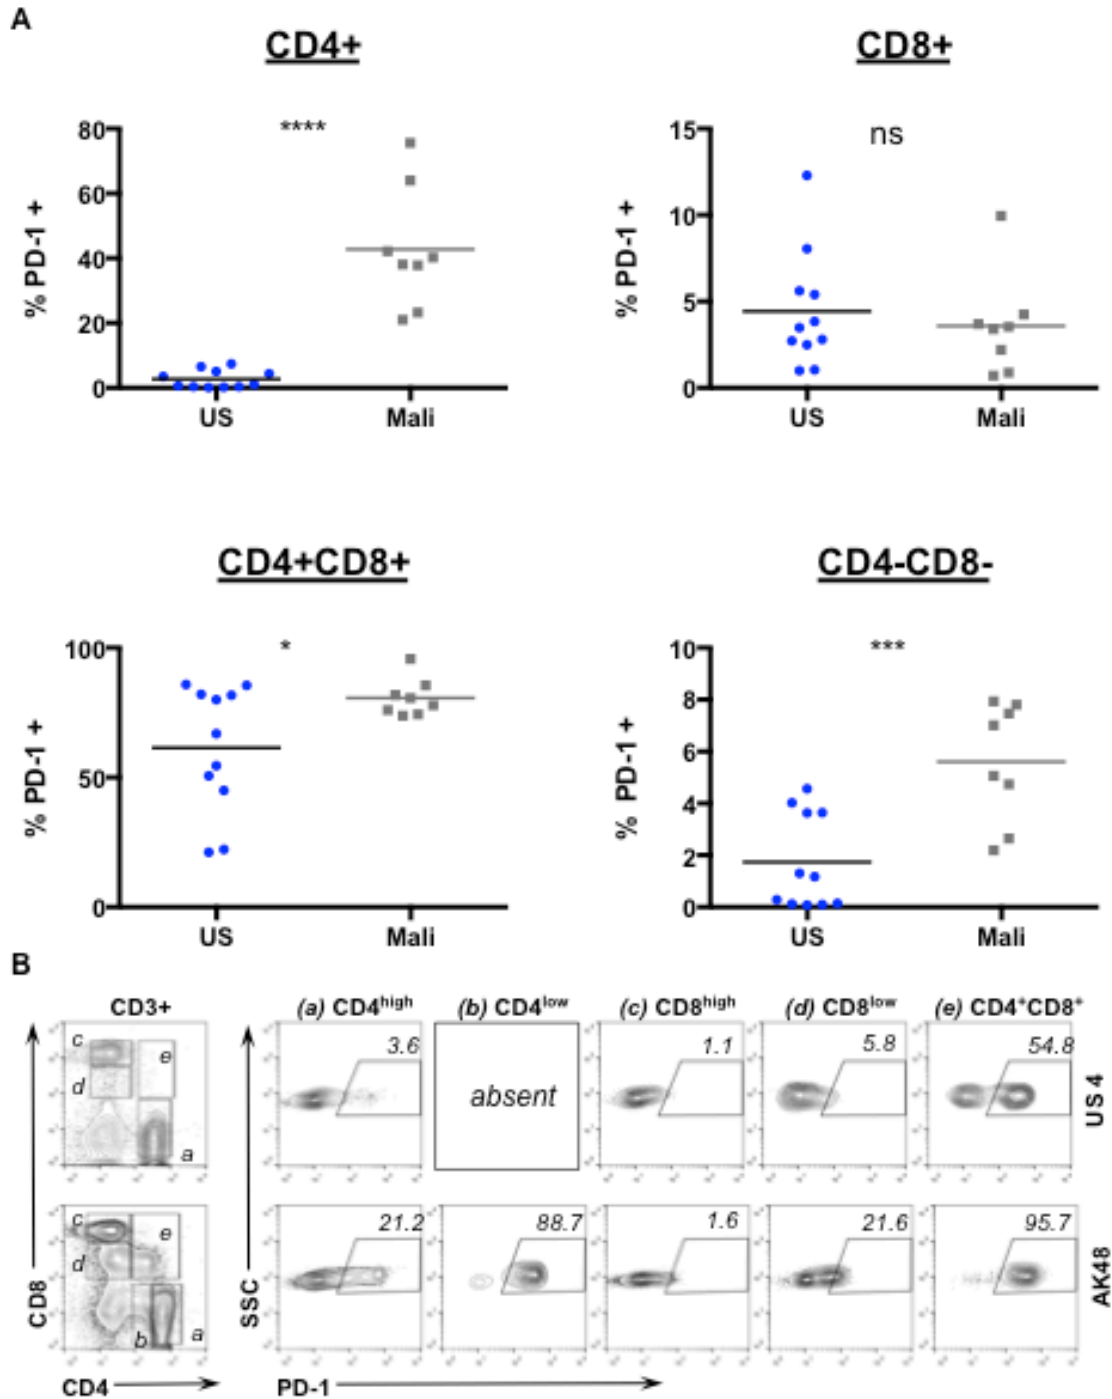 A
CD4+
CD8+
% PD-1 +
80
60
40
20
0
****
US
Mali
% PD-1 +
15
10
5
0
ns
US
Mali
CD4+CD8+
CD4-CD8-
% PD-1 +
100
50
0
*
US
Mali
% PD-1 +
10
8
6
4
2
0
***
US
Mali
B
CD3+
(a) CD4high
(b) CD4low
(c) CD8high
(d) CD8low
(e) CD4+CD8+
c
e
d
a
3.6
absent
1.1
5.8
54.8
US 4
c
e
d
b
a
21.2
88.7
1.6
21.6
95.7
AK48
CD8
SSC
CD4
PD-1